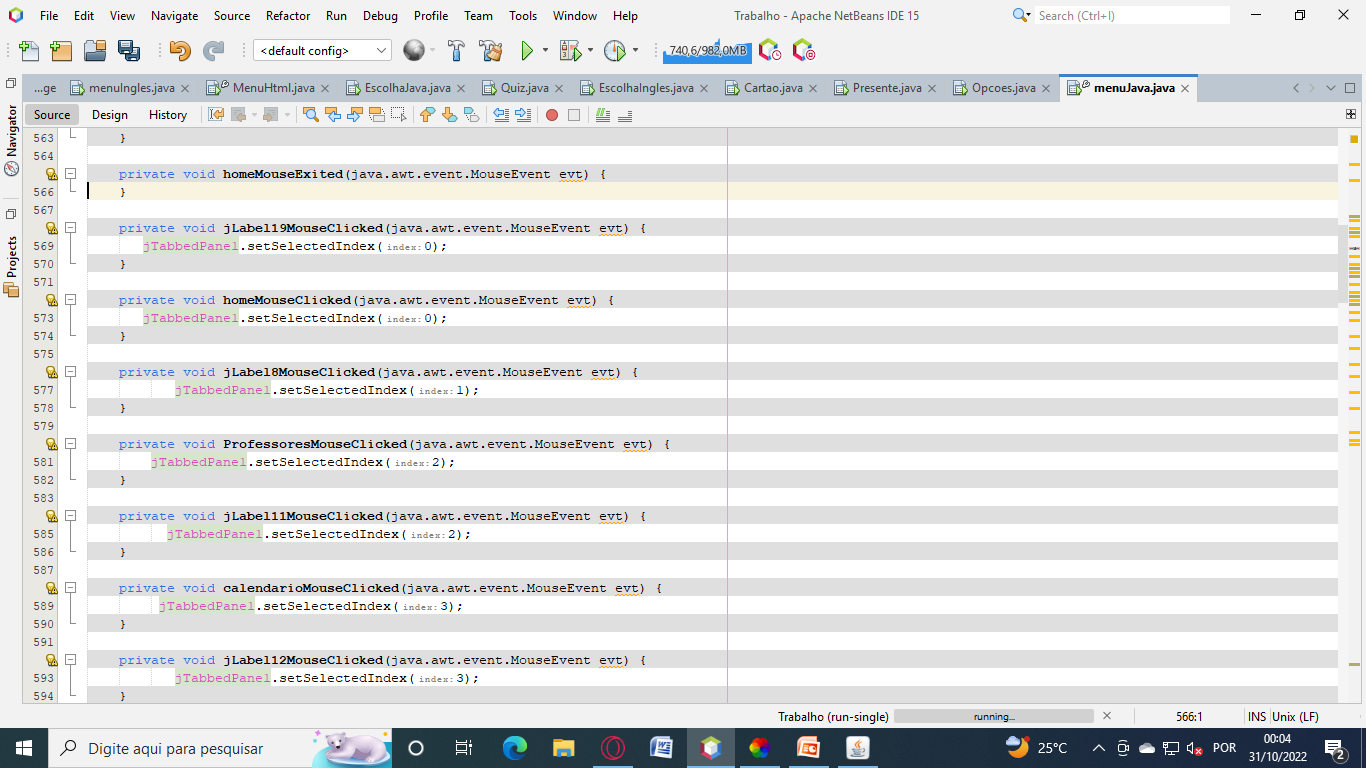 File Edit View Navigate Source Refactor Run Debug Profile Team Tools Window Help Trabalho - Apache NetBeans IDE 15 Search (Ctrl+I)
<default config> 740,6/982,0MB
...ge menuIngles.java MenuHtml.java EscolhaJava.java Quiz.java EscolhaIngles.java Cartao.java Presente.java Opcoes.java menuJava.java
Source Design History
Navigator
Projects
563 }
564
private void homeMouseExited(java.awt.event.MouseEvent evt) {
566 }
567
private void jLabel19MouseClicked(java.awt.event.MouseEvent evt) {
569 jTabbedPanel.setSelectedIndex(index:0);
570 }
571
private void homeMouseClicked(java.awt.event.MouseEvent evt) {
573 jTabbedPanel.setSelectedIndex(index:0);
574 }
575
private void jLabel8MouseClicked(java.awt.event.MouseEvent evt) {
577 jTabbedPanel.setSelectedIndex(index:1);
578 }
579
private void ProfessoresMouseClicked(java.awt.event.MouseEvent evt) {
581 jTabbedPanel.setSelectedIndex(index:2);
582 }
583
private void jLabel11MouseClicked(java.awt.event.MouseEvent evt) {
585 jTabbedPanel.setSelectedIndex(index:2);
586 }
587
private void calendarioMouseClicked(java.awt.event.MouseEvent evt) {
589 jTabbedPanel.setSelectedIndex(index:3);
590 }
591
private void jLabel12MouseClicked(java.awt.event.MouseEvent evt) {
593 jTabbedPanel.setSelectedIndex(index:3);
594 }
Trabalho (run-single) running... 566:1 INS Unix (LF)
Digite aqui para pesquisar 25°C POR 00:04
31/10/2022 2